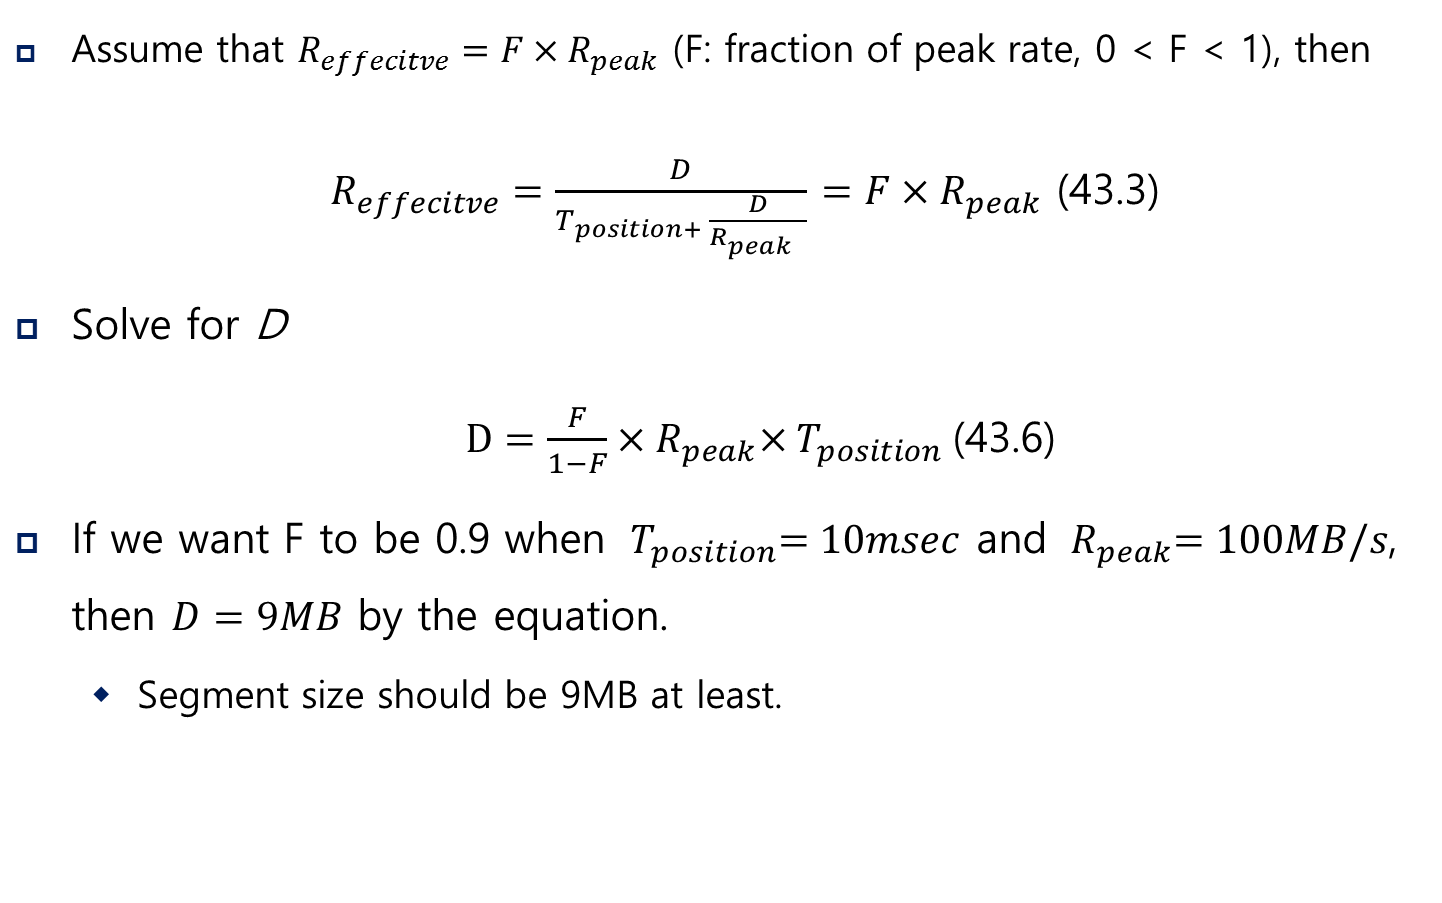 Assume that R_effecitve = F × R_peak (F: fraction of peak rate, 0 < F < 1), then
R_effecitve = D / (T_position + D / R_peak) = F × R_peak (43.3)
Solve for D
D = F / (1−F) × R_peak × T_position (43.6)
If we want F to be 0.9 when T_position = 10msec and R_peak = 100MB/s,
then D = 9MB by the equation.
Segment size should be 9MB at least.